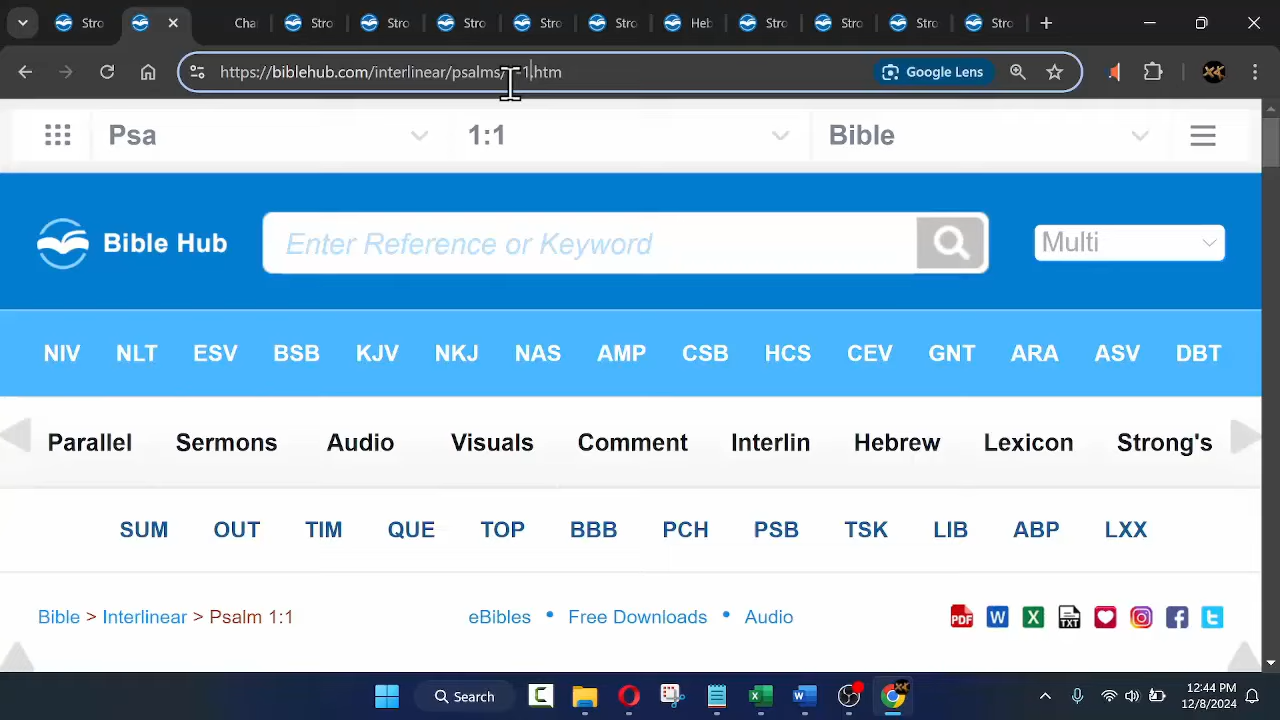 Stro
Cha
Stro
Stro
Stro
Stro
Stro
Heb
Stro
Stro
Stro
Stro
https://biblehub.com/interlinear/psalms/1-1.htm
Google Lens
Psa
1:1
Bible
Bible Hub
Enter Reference or Keyword
Multi
NIV NLT ESV BSB KJV NKJ NAS AMP CSB HCS CEV GNT ARA ASV DBT
Parallel Sermons Audio Visuals Comment Interlin Hebrew Lexicon Strong's
SUM OUT TIM QUE TOP BBB PCH PSB TSK LIB ABP LXX
Bible > Interlinear > Psalm 1:1
eBibles • Free Downloads • Audio
PDF W X TXT
Search
12:44 PM
12/8/2024